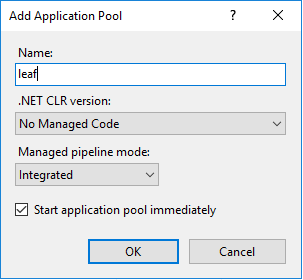 Add Application Pool
?
Name:
leaf
.NET CLR version:
No Managed Code
Managed pipeline mode:
Integrated
Start application pool immediately
OK
Cancel